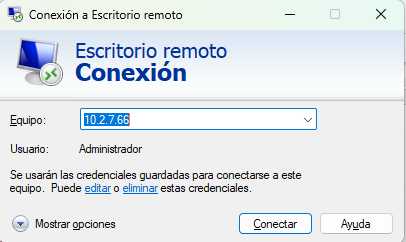 Conexión a Escritorio remoto
Escritorio remoto
Conexión
Equipo: 10.2.7.66
Usuario: Administrador
Se usarán las credenciales guardadas para conectarse a este
equipo. Puede editar o eliminar estas credenciales.
Mostrar opciones Conectar Ayuda